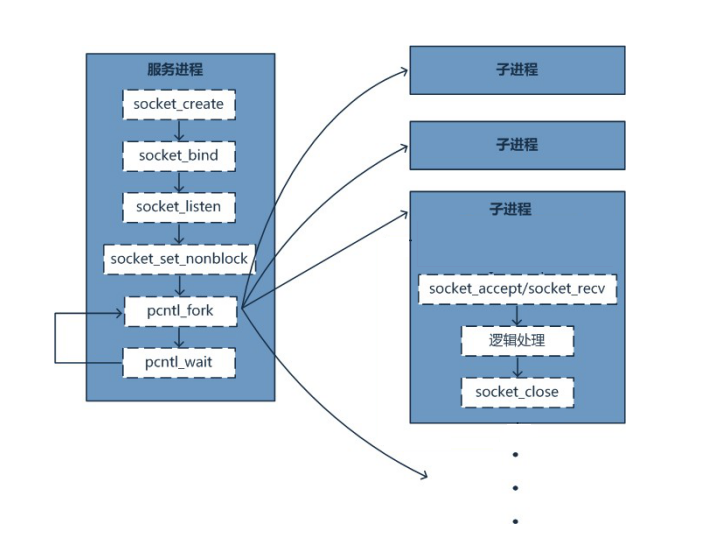 服务进程
socket_create
socket_bind
socket_listen
socket_set_nonblock
pcntl_fork
pcntl_wait
子进程
子进程
子进程
socket_accept/socket_recv
逻辑处理
socket_close